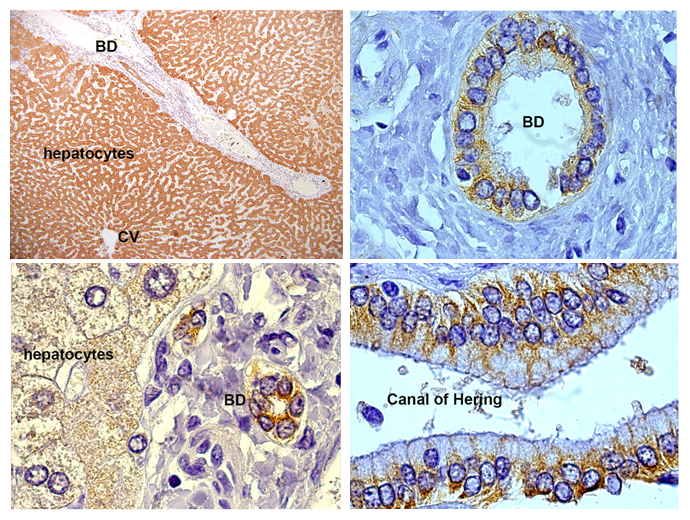 BD
hepatocytes
CV
BD
hepatocytes
BD
Canal of Hering